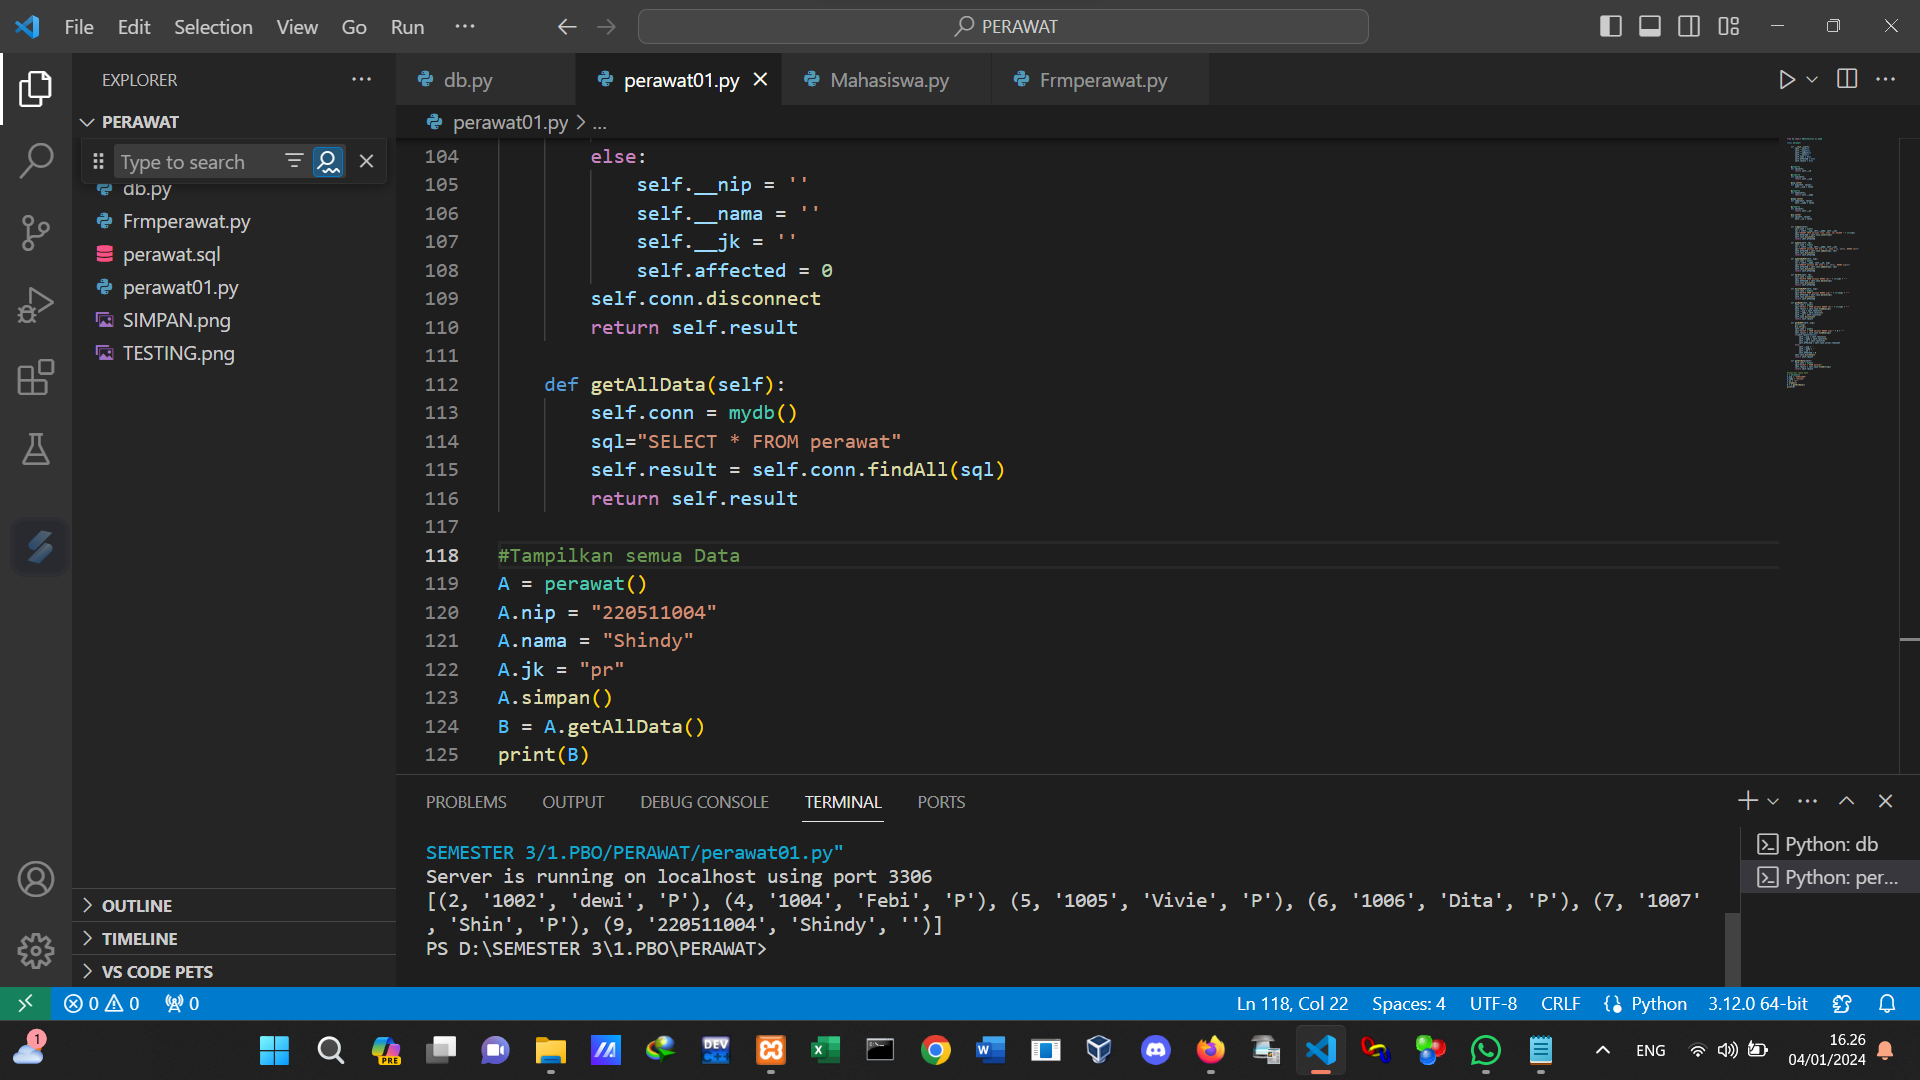 File Edit Selection View Go Run ...
PERAWAT
EXPLORER
PERAWAT
Type to search
db.py
Frmperawat.py
perawat.sql
perawat01.py
SIMPAN.png
TESTING.png
OUTLINE
TIMELINE
VS CODE PETS
db.py perawat01.py Mahasiswa.py Frmperawat.py
perawat01.py > ...
104 else:
105 self.__nip = ''
106 self.__nama = ''
107 self.__jk = ''
108 self.affected = 0
109 self.conn.disconnect
110 return self.result
111
112 def getAllData(self):
113 self.conn = mydb()
114 sql="SELECT * FROM perawat"
115 self.result = self.conn.findAll(sql)
116 return self.result
117
118 #Tampilkan semua Data
119 A = perawat()
120 A.nip = "220511004"
121 A.nama = "Shindy"
122 A.jk = "pr"
123 A.simpan()
124 B = A.getAllData()
125 print(B)
PROBLEMS OUTPUT DEBUG CONSOLE TERMINAL PORTS
SEMESTER 3/1.PBO/PERAWAT/perawat01.py"
Server is running on localhost using port 3306
[(2, '1002', 'dewi', 'P'), (4, '1004', 'Febi', 'P'), (5, '1005', 'Vivie', 'P'), (6, '1006', 'Dita', 'P'), (7, '1007'
, 'Shin', 'P'), (9, '220511004', 'Shindy', '')]
PS D:\SEMESTER 3\1.PBO\PERAWAT>
Python: db
Python: per...
0 0 0
Ln 118, Col 22 Spaces: 4 UTF-8 CRLF Python 3.12.0 64-bit
1
PRE
DEV C++
ENG
16.26
04/01/2024